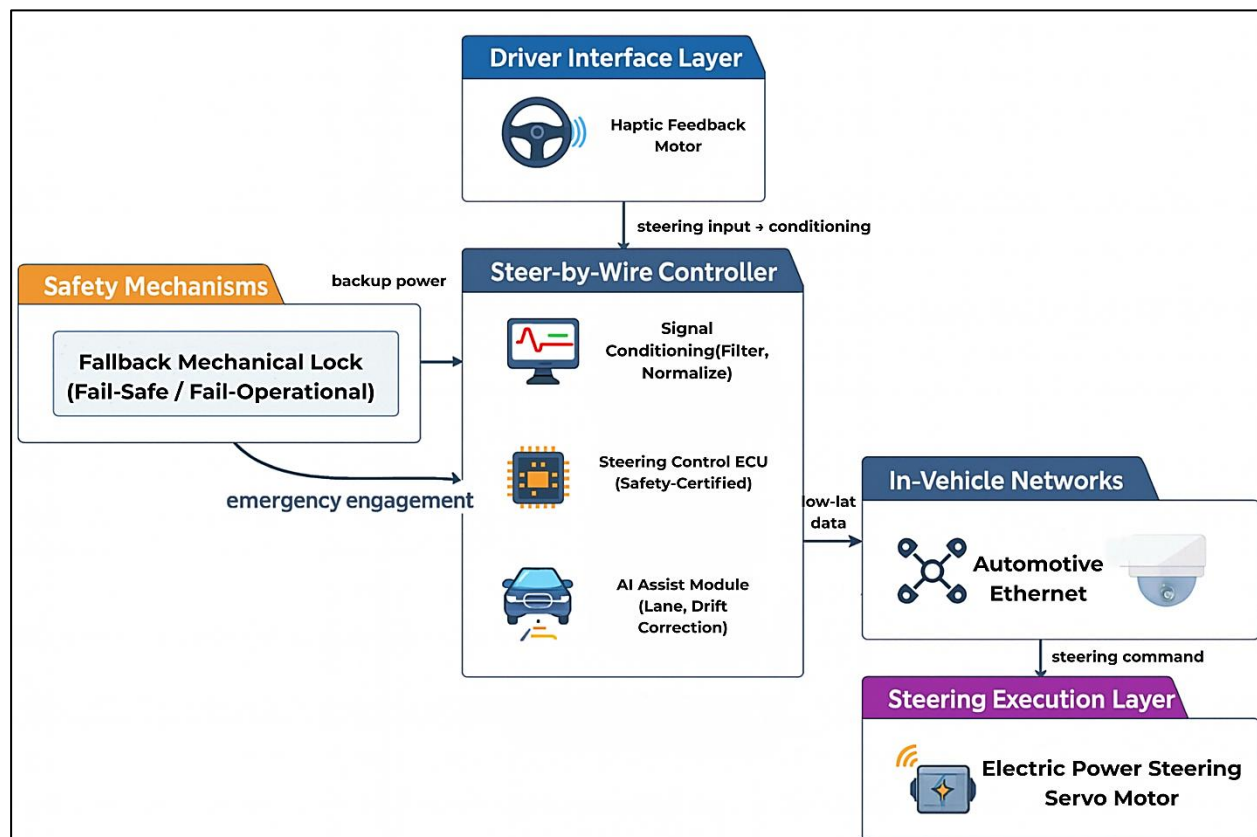 Driver Interface Layer
Haptic Feedback
Motor
steering input → conditioning
Safety Mechanisms
backup power
Fallback Mechanical Lock
(Fail-Safe / Fail-Operational)
emergency engagement
Steer-by-Wire Controller
Signal
Conditioning(Filter,
Normalize)
Steering Control ECU
(Safety-Certified)
AI Assist Module
(Lane, Drift
Correction)
low-lat
data
In-Vehicle Networks
Automotive
Ethernet
steering command
Steering Execution Layer
Electric Power Steering
Servo Motor